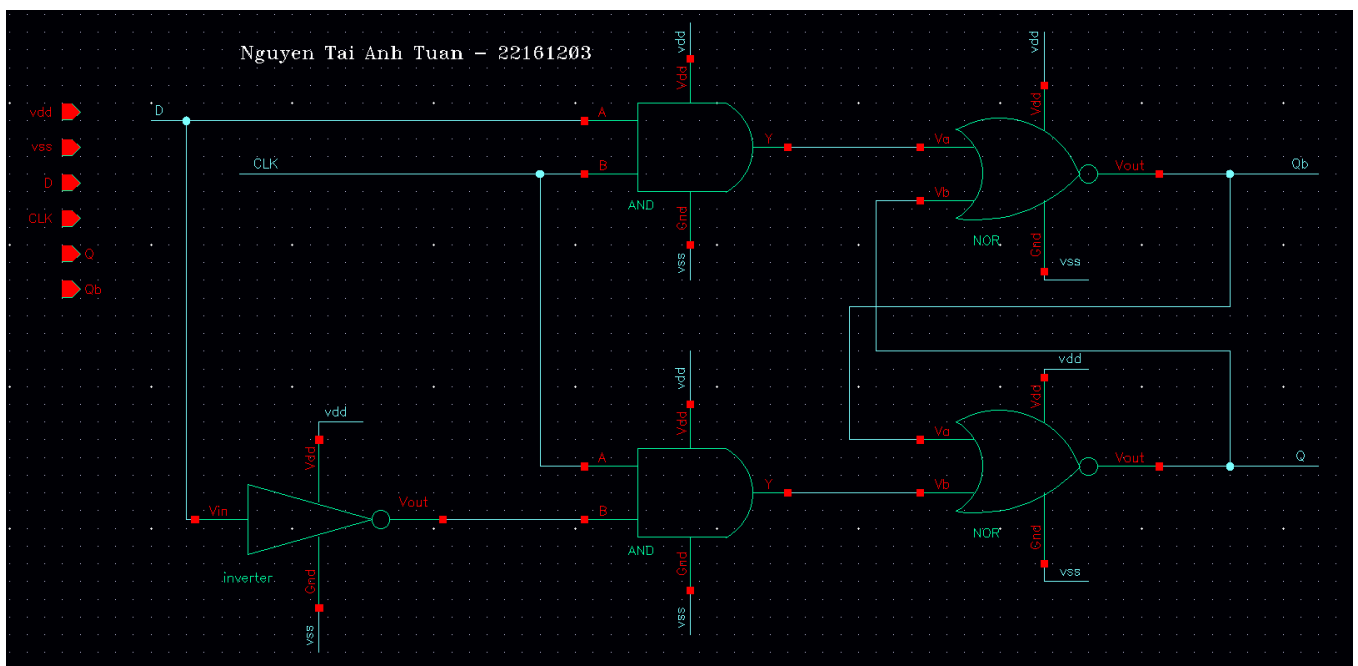 Nguyen Tai Anh Tuan - 22161203
vdd
vss
D
CLK
Q
Qb
D
CLK
A
B
Y
AND
vdd
Vdd
Gnd
vss
vdd
Vdd
Va
Vb
Vout
NOR
Gnd
vss
Qb
vdd
Vdd
Vin
Vout
inverter
Gnd
vss
vdd
Vdd
A
B
Y
AND
Gnd
vss
vdd
Vdd
Va
Vb
Vout
NOR
Gnd
vss
Q